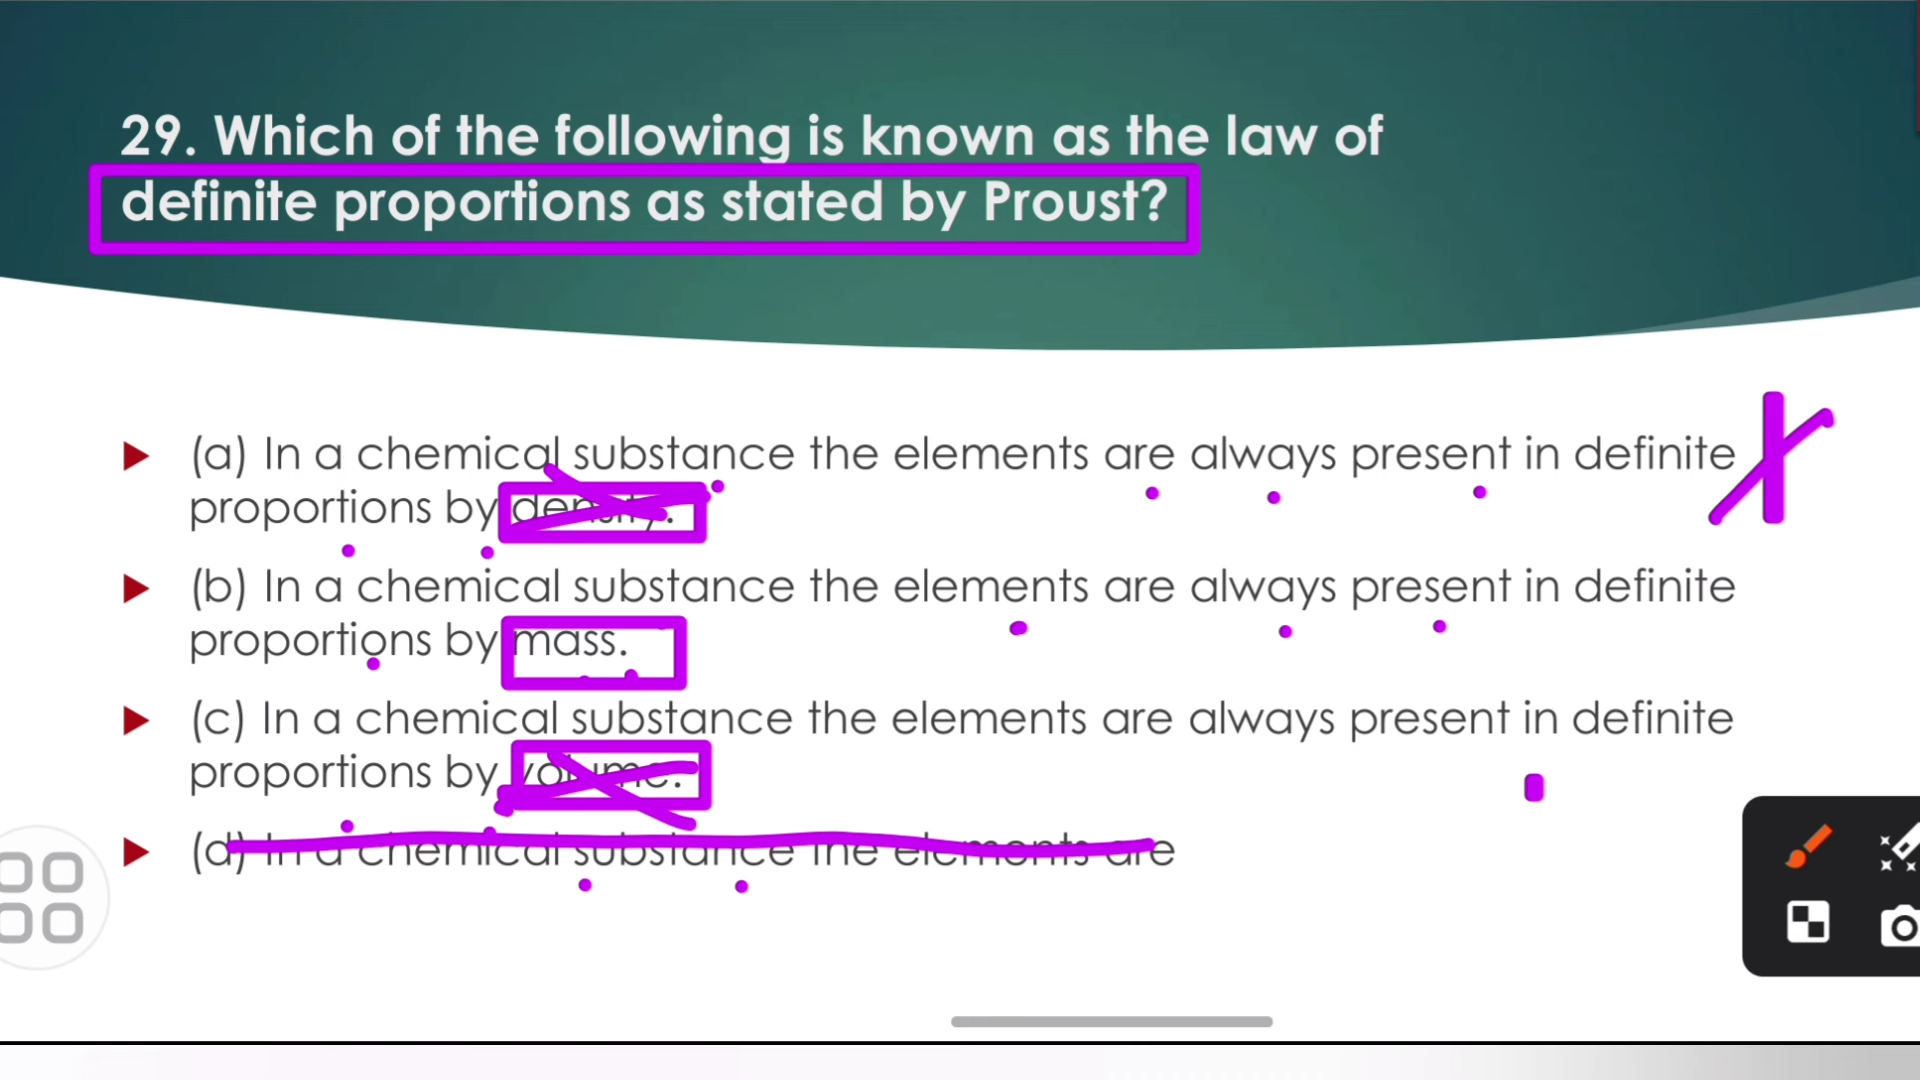 29. Which of the following is known as the law of
definite proportions as stated by Proust?
(a) In a chemical substance the elements are always present in definite
proportions by density.
(b) In a chemical substance the elements are always present in definite
proportions by mass.
(c) In a chemical substance the elements are always present in definite
proportions by volume.
(d) In a chemical substance the elements are